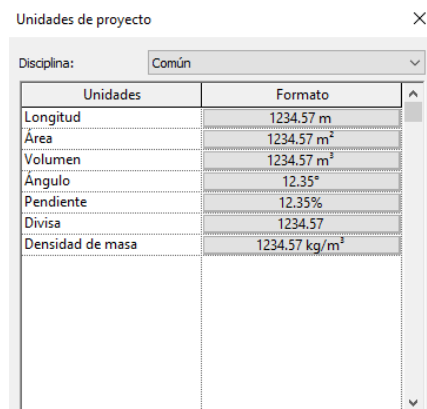 Unidades de proyecto
Disciplina: Común
Unidades Formato
Longitud 1234.57 m
Área 1234.57 m²
Volumen 1234.57 m³
Ángulo 12.35°
Pendiente 12.35%
Divisa 1234.57
Densidad de masa 1234.57 kg/m³